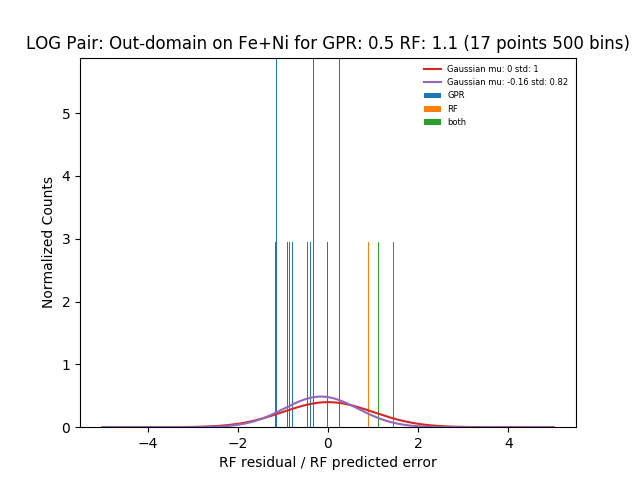 LOG Pair: Out-domain on Fe+Ni for GPR: 0.5 RF: 1.1 (17 points 500 bins)
Gaussian mu: 0 std: 1
Gaussian mu: -0.16 std: 0.82
GPR
RF
both
Normalized Counts
5
4
3
2
1
0
−4
−2
0
2
4
RF residual / RF predicted error